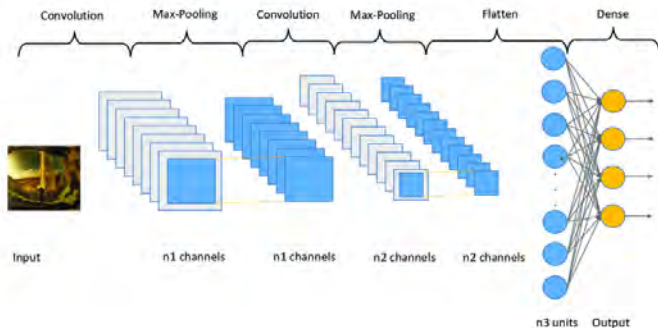 Convolution Max-Pooling Convolution Max-Pooling Flatten Dense
Input n1 channels n1 channels n2 channels n2 channels
n3 units Output